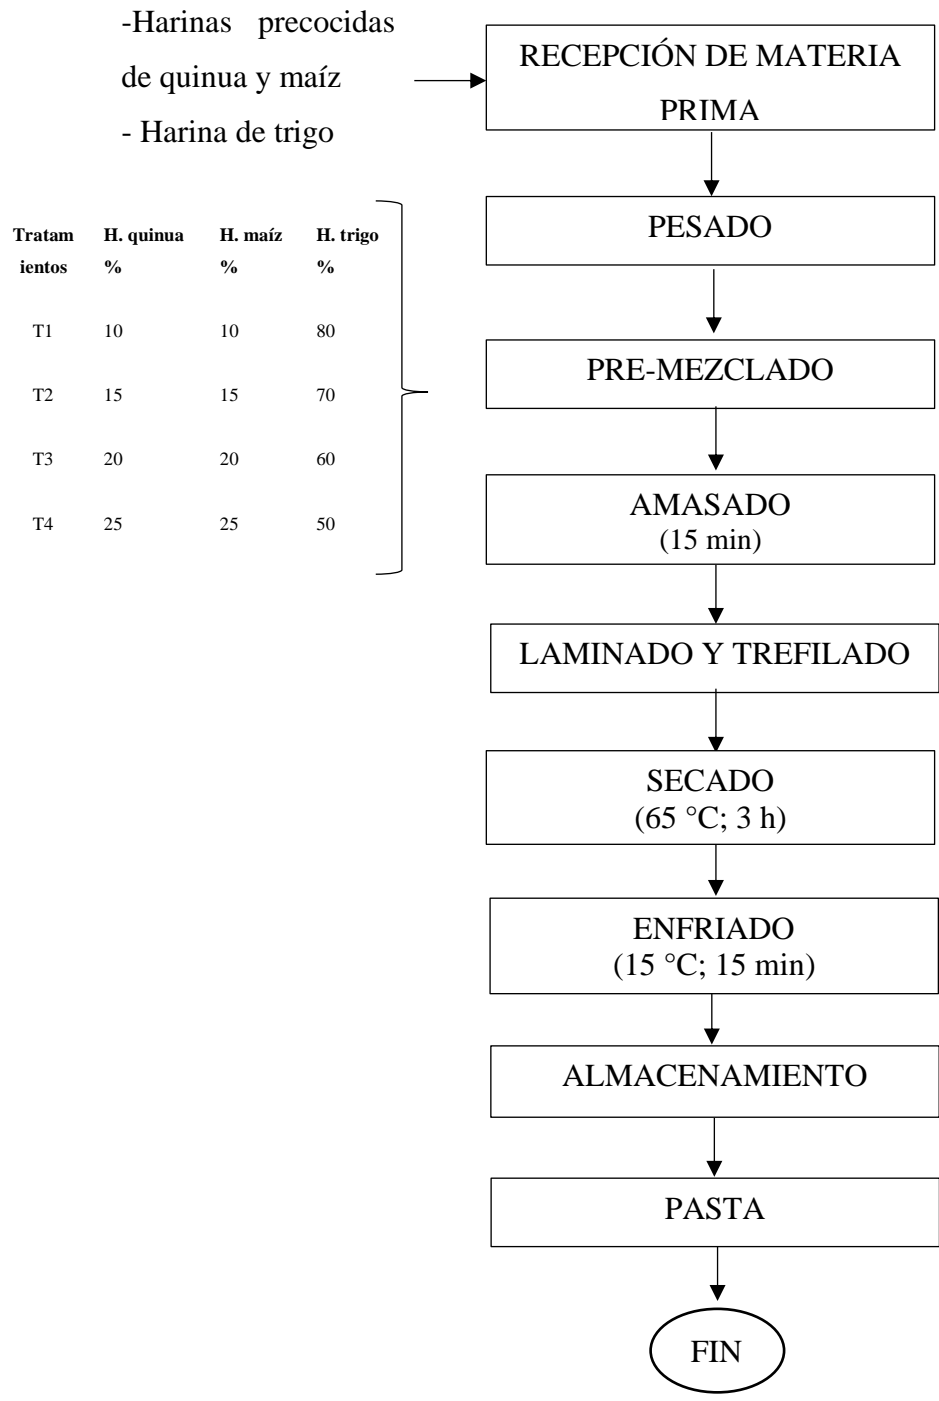 -Harinas precocidas
de quinua y maíz
- Harina de trigo
RECEPCIÓN DE MATERIA
PRIMA
PESADO
Tratam H. quinua H. maíz H. trigo
ientos % % %
T1 10 10 80
T2 15 15 70
T3 20 20 60
T4 25 25 50
PRE-MEZCLADO
AMASADO
(15 min)
LAMINADO Y TREFILADO
SECADO
(65 °C; 3 h)
ENFRIADO
(15 °C; 15 min)
ALMACENAMIENTO
PASTA
FIN